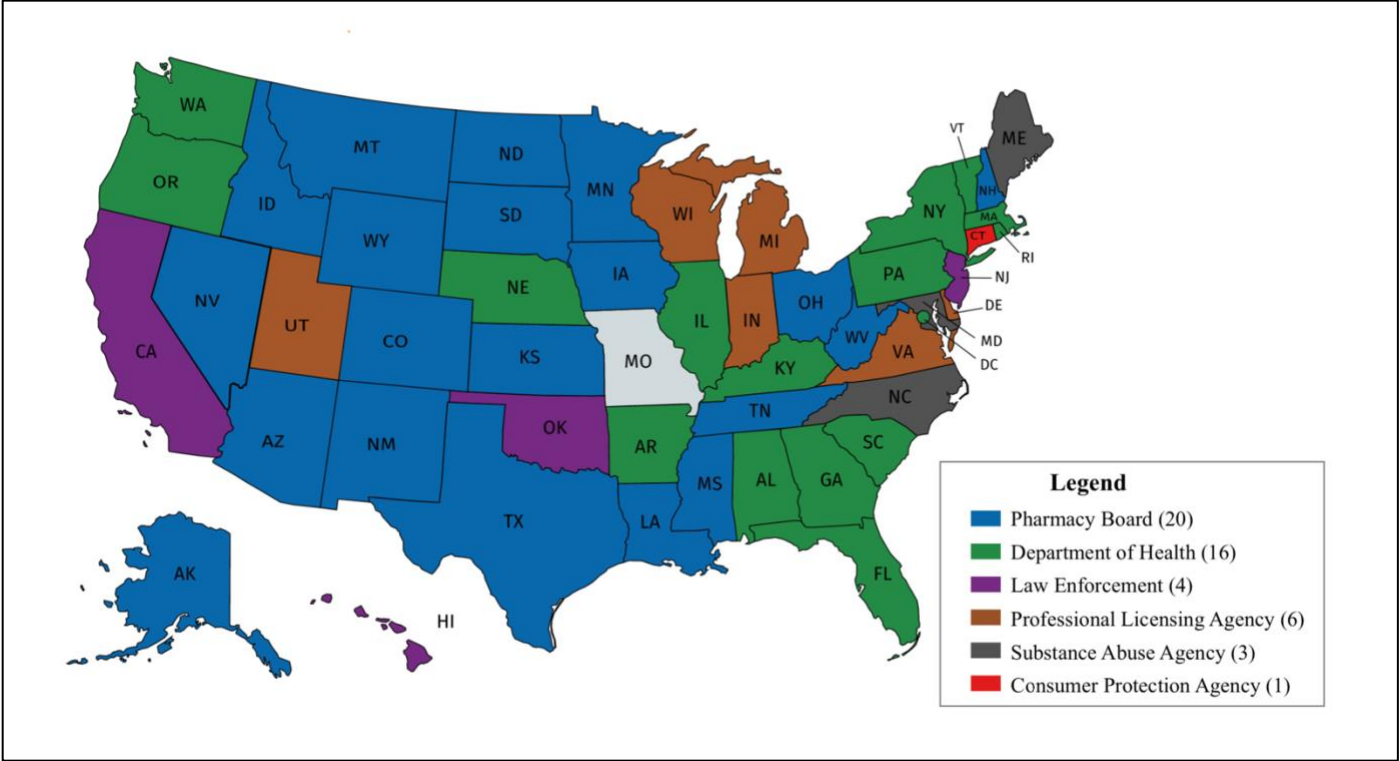 WA
MT
ND
MN
OR
ID
SD
WY
WI
MI
VT
ME
NH
NY
MA
CT
RI
IA
NE
PA
NJ
NV
UT
CO
IL
IN
OH
DE
CA
KS
MO
WV
VA
MD
DC
KY
NC
TN
AZ
NM
OK
AR
SC
MS
AL
GA
TX
LA
FL
AK
HI
Legend
Pharmacy Board (20)
Department of Health (16)
Law Enforcement (4)
Professional Licensing Agency (6)
Substance Abuse Agency (3)
Consumer Protection Agency (1)